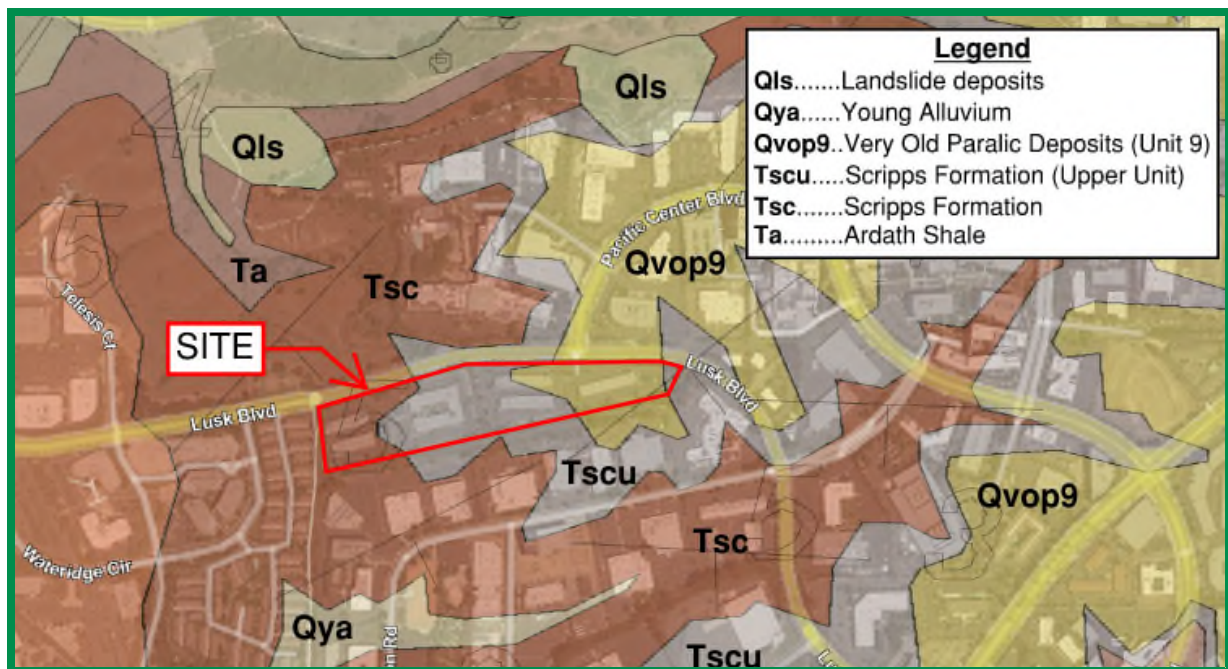 Legend
Qls.......Landslide deposits
Qya......Young Alluvium
Qvop9..Very Old Paralic Deposits (Unit 9)
Tscu.....Scripps Formation (Upper Unit)
Tsc.......Scripps Formation
Ta.........Ardath Shale
Qls
Qls
Pacific Center Blvd
Qvop9
Ta
Tsc
Telesis Ct
SITE
Lusk Blvd
Lusk Blvd
Tscu
Qvop9
Tsc
Wateridge Cir
Qya
Tscu